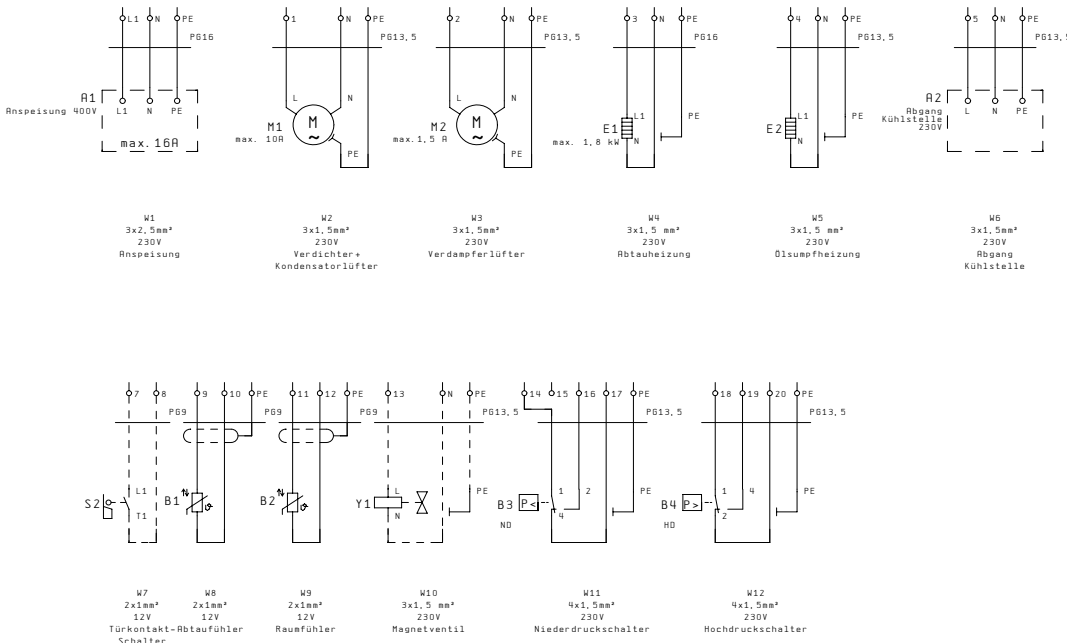 L1 N PE
PG16
A1
Anspeisung 400V
L1 N PE
max. 16A
W1
3x2,5mm²
230V
Anspeisung
1 N PE
PG13,5
L N
M1
max. 10A
M
~
PE
W2
3x1,5mm²
230V
Verdichter+
Kondensatorlüfter
2 N PE
PG13,5
L N
M2
max.1,5 A
M
~
PE
W3
3x1,5mm²
230V
Verdampferlüfter
3 N PE
PG16
L1 PE
E1
max. 1,8 kW N
W4
3x1,5 mm²
230V
Abtauheizung
4 N PE
PG13,5
L1 PE
E2
N
W5
3x1,5 mm²
230V
Ölsumpfheizung
5 N PE
PG13,5
A2
Abgang
Kühlstelle
230V
L N PE
W6
3x1,5mm²
230V
Abgang
Kühlstelle
7 8
PG9
L1
S2
T1
W7
2x1mm²
12V
Türkontakt-
Schalter
9 10 PE
PG9
B1
ϑ
W8
2x1mm²
12V
Abtaufühler
11 12 PE
PG9
B2
ϑ
W9
2x1mm²
12V
Raumfühler
13 N PE
PG13,5
L PE
Y1
N
W10
3x1,5 mm²
230V
Magnetventil
14 15 16 17 PE
PG13,5
1 2 PE
B3 P<
4
ND
W11
4x1,5mm²
230V
Niederdruckschalter
18 19 20 PE
PG13,5
1 4 PE
B4 P>
2
HD
W12
4x1,5mm²
230V
Hochdruckschalter